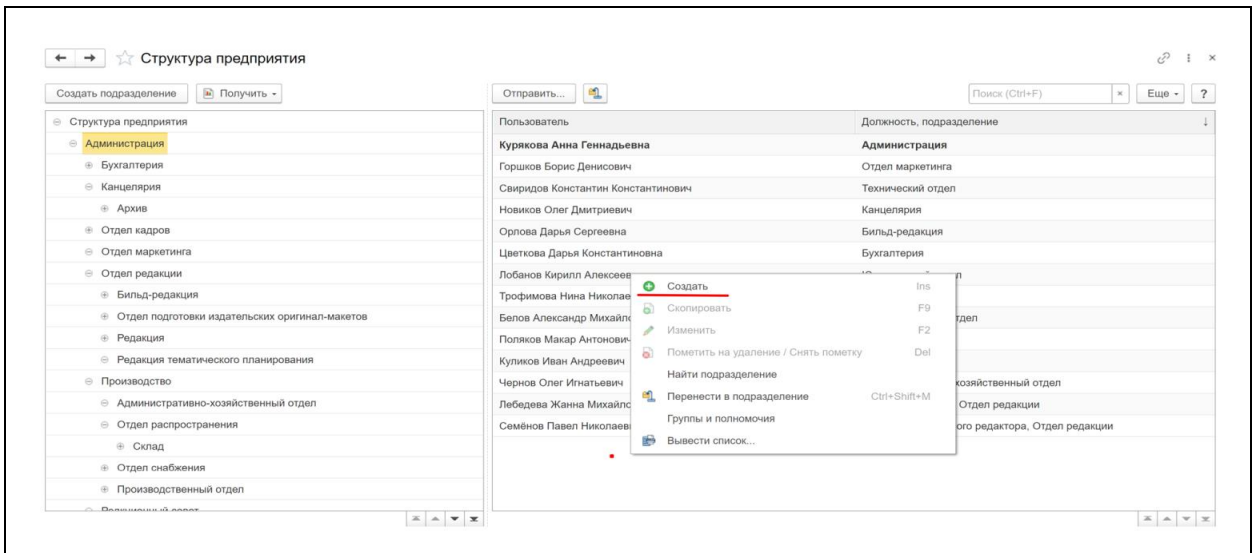 Структура предприятия
Создать подразделение Получить
Отправить... Поиск (Ctrl+F) × Еще ?
Структура предприятия
Администрация
Бухгалтерия
Канцелярия
Архив
Отдел кадров
Отдел маркетинга
Отдел редакции
Бильд-редакция
Отдел подготовки издательских оригинал-макетов
Редакция
Редакция тематического планирования
Производство
Административно-хозяйственный отдел
Отдел распространения
Склад
Отдел снабжения
Производственный отдел
Пользователь Должность, подразделение
Курякова Анна Геннадьевна Администрация
Горшков Борис Денисович Отдел маркетинга
Свиридов Константин Константинович Технический отдел
Новиков Олег Дмитриевич Канцелярия
Орлова Дарья Сергеевна Бильд-редакция
Цветкова Дарья Константиновна Бухгалтерия
Лобанов Кирилл Алексеев
Трофимова Нина Николае
Белов Александр Михайло тдел
Поляков Макар Антонович
Куликов Иван Андреевич
Чернов Олег Игнатьевич хозяйственный отдел
Лебедева Жанна Михайло Отдел редакции
Семёнов Павел Николаев ого редактора, Отдел редакции
Создать Ins
Скопировать F9
Изменить F2
Пометить на удаление / Снять пометку Del
Найти подразделение
Перенести в подразделение Ctrl+Shift+M
Группы и полномочия
Вывести список...